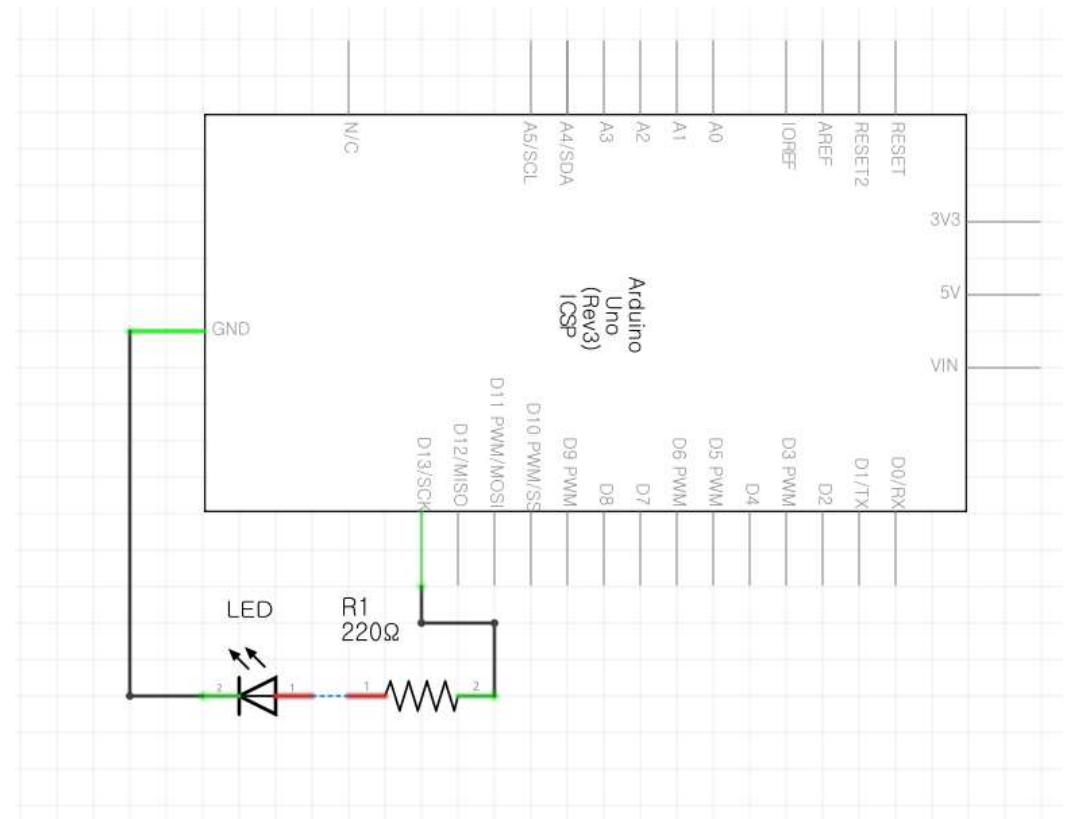 N/C
A5/SCL
A4/SDA
A3
A2
A1
A0
IOREF
AREF
RESET2
RESET
3V3
5V
VIN
Arduino
Uno
(Rev3)
ICSP
GND
D13/SCK
D12/MISO
D11 PWM/MOSI
D10 PWM/SS
D9 PWM
D8
D7
D6 PWM
D5 PWM
D4
D3 PWM
D2
D1/TX
D0/RX
LED
R1
220Ω
2
1
1
2